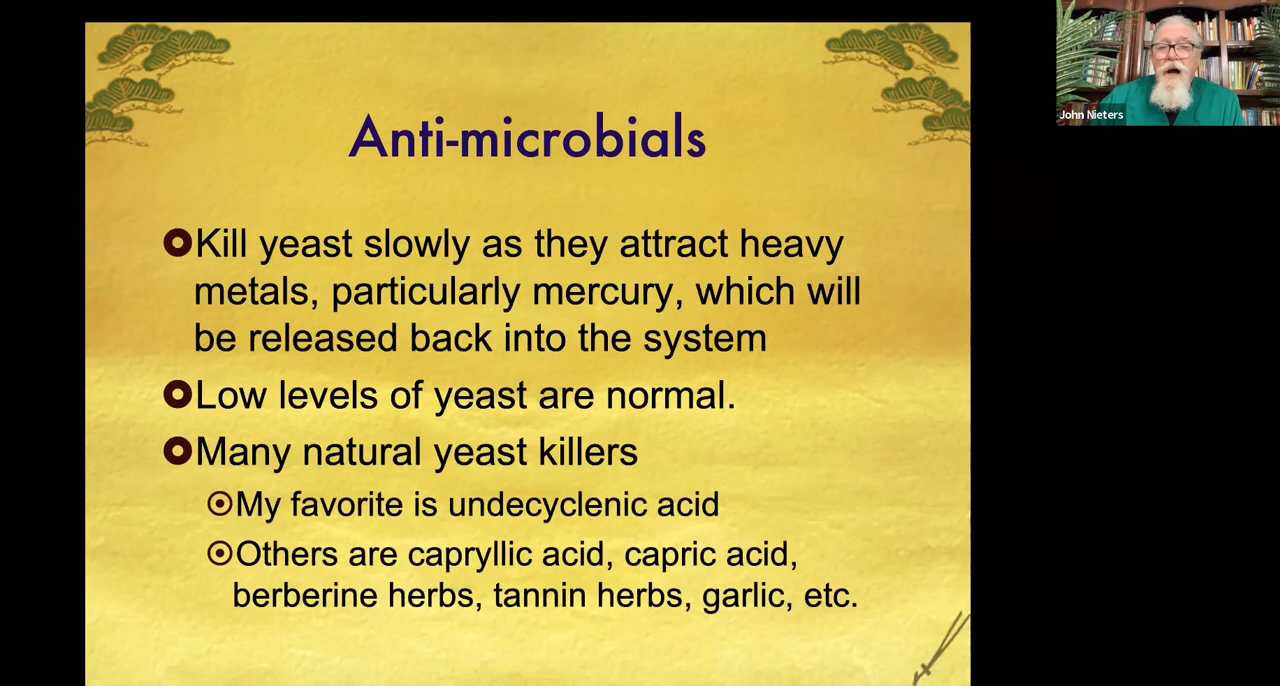 Anti-microbials
Kill yeast slowly as they attract heavy
metals, particularly mercury, which will
be released back into the system
Low levels of yeast are normal.
Many natural yeast killers
My favorite is undecyclenic acid
Others are capryllic acid, capric acid,
berberine herbs, tannin herbs, garlic, etc.
John Nieters